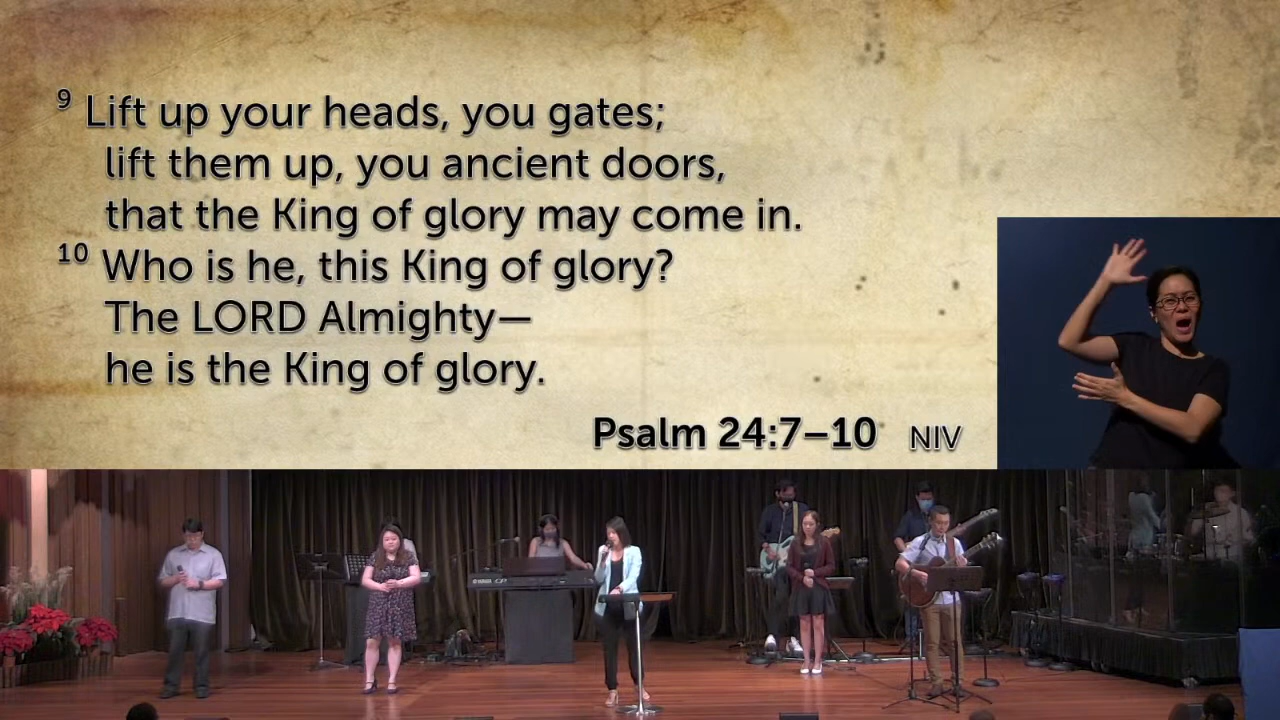 9 Lift up your heads, you gates;
lift them up, you ancient doors,
that the King of glory may come in.
10 Who is he, this King of glory?
The LORD Almighty—
he is the King of glory.
Psalm 24:7–10 NIV